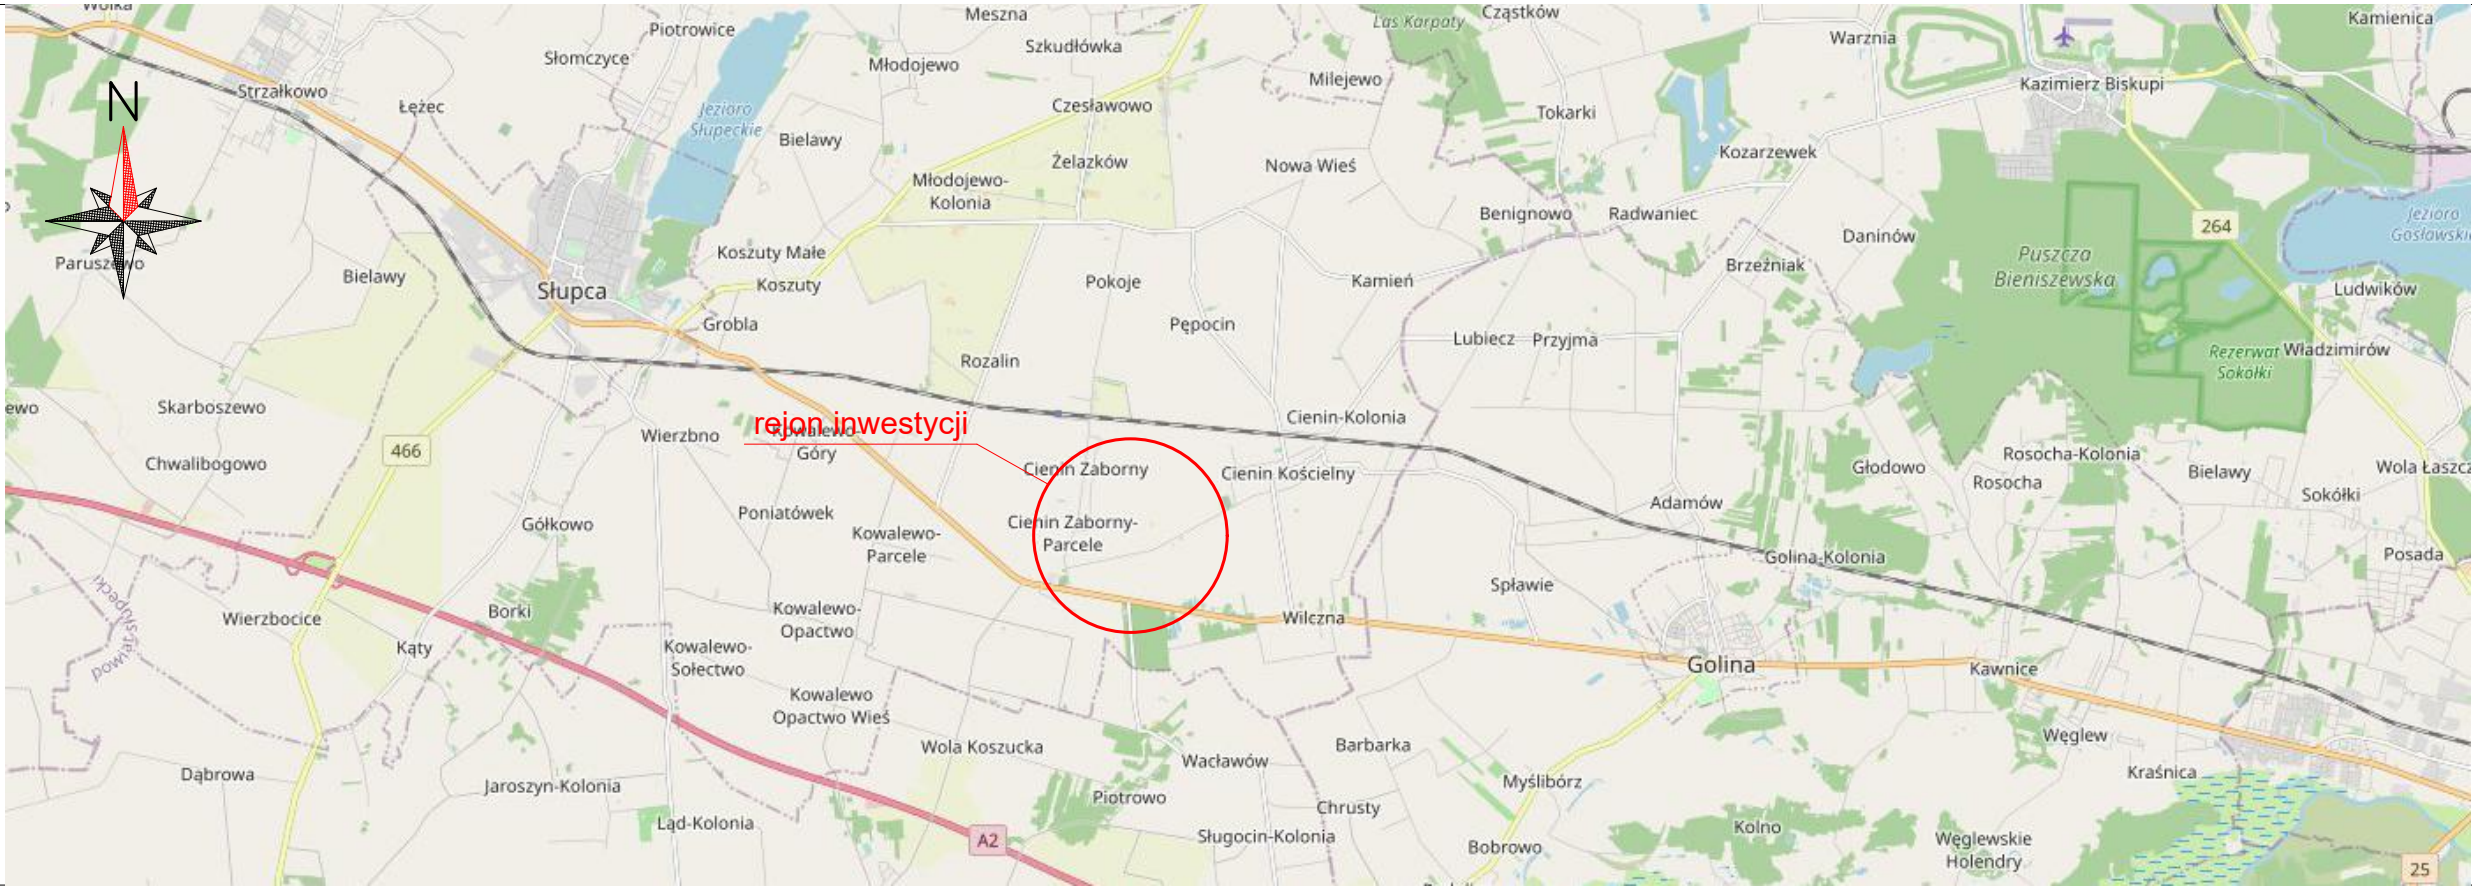 Meszna
Cząstków
Kamienica
Piotrowice
Las Karpaty
Słomczyce
Szkudłówka
Warznia
Młodojewo
Milejewo
Kazimierz Biskupi
Strzałkowo
N
Łężec
Jezioro
Słupeckie
Czesławowo
Tokarki
Bielawy
Żelazków
Nowa Wieś
Kozarzewek
Młodojewo-
Kolonia
Benignowo
Radwaniec
264
Jezioro
Daninów
Koszuty Małe
Puszcza
Bieniszewska
Paruszewo
Bielawy
Brzeźniak
Słupca
Koszuty
Pokoje
Kamień
Ludwików
Grobla
Pępocin
Lubiecz
Przyjma
Rozalin
Rezerwat
Sokółki
Władzimirów
Skarboszewo
Cienin-Kolonia
rejon inwestycji
Wierzbno
Kowalewo-
Góry
466
Chwalibogowo
Cienin Zaborny
Cienin Kościelny
Głodowo
Rosocha-Kolonia
Rosocha
Bielawy
Sokółki
Adamów
Poniatówek
Gółkowo
Cienin Zaborny-
Parcele
Kowalewo-
Parcele
Golina-Kolonia
Posada
Spławie
powiat słupecki
Wierzbocice
Borki
Kowalewo-
Opactwo
Wilczna
Kąty
Kowalewo-
Sołectwo
Golina
Kawnice
Kowalewo
Opactwo Wieś
Wola Koszucka
Wacławów
Barbarka
Węglew
Dąbrowa
Jaroszyn-Kolonia
Myślibórz
Kraśnica
Piotrowo
Chrusty
Ląd-Kolonia
A2
Sługocin-Kolonia
Kolno
Bobrowo
Węglewskie
Holendry
25